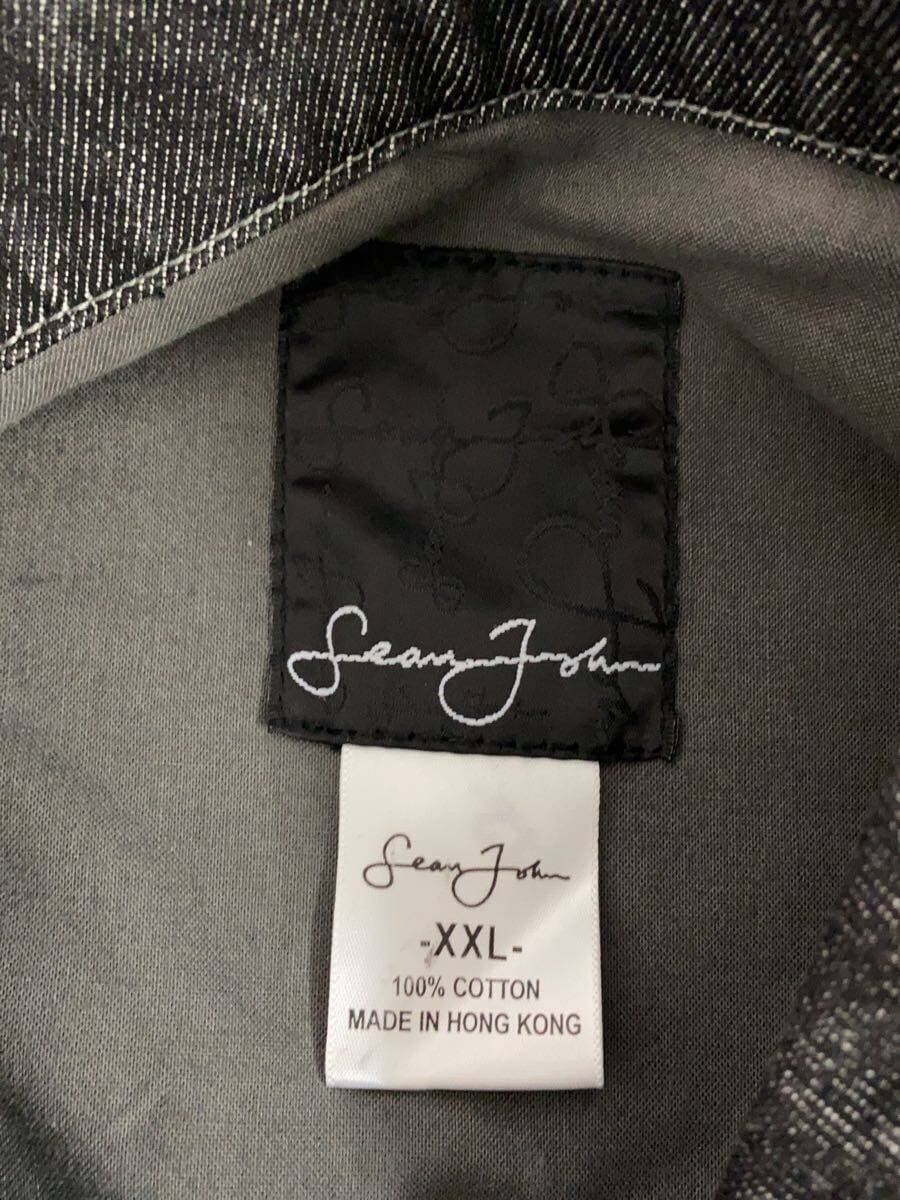 Sean John
Sean John
-XXL-
100% COTTON
MADE IN HONG KONG